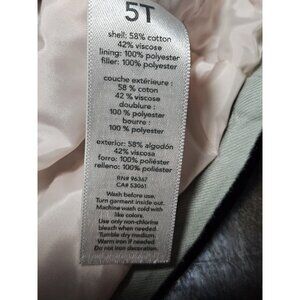 5T
shell: 58% cotton
42% viscose
lining: 100% polyester
filler: 100% polyester
couche extérieure :
58 % coton
42 % viscose
doublure :
100 % polyester
bourre :
100 % polyester
exterior: 58% algodón
42% viscosa
forro: 100% poliéster
relleno: 100% poliéster
RN# 96367
CA# 53061
Wash before use.
Turn garment inside out.
Machine wash cold with
like colors.
Use only non-chlorine
bleach when needed.
Tumble dry medium.
Warm iron if needed.
Do not iron decoration.